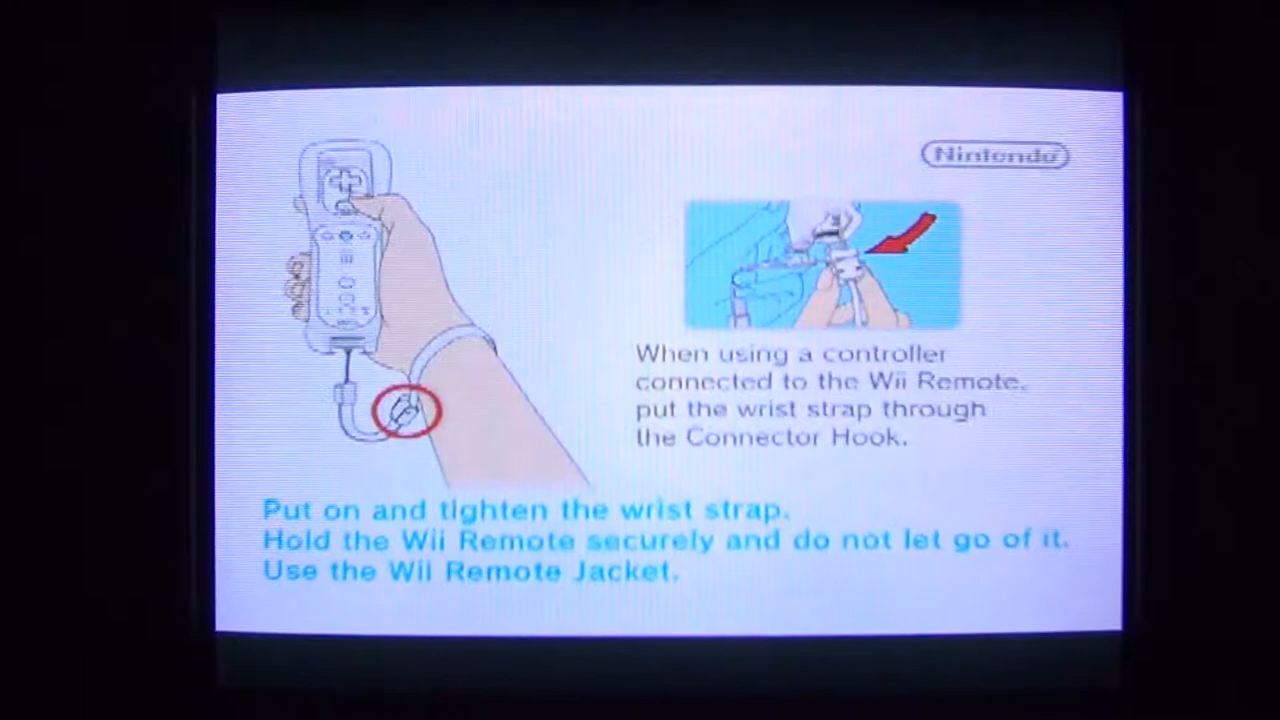 Nintendo
When using a controller
connected to the Wii Remote,
put the wrist strap through
the Connector Hook.
Put on and tighten the wrist strap.
Hold the Wii Remote securely and do not let go of it.
Use the Wii Remote Jacket.